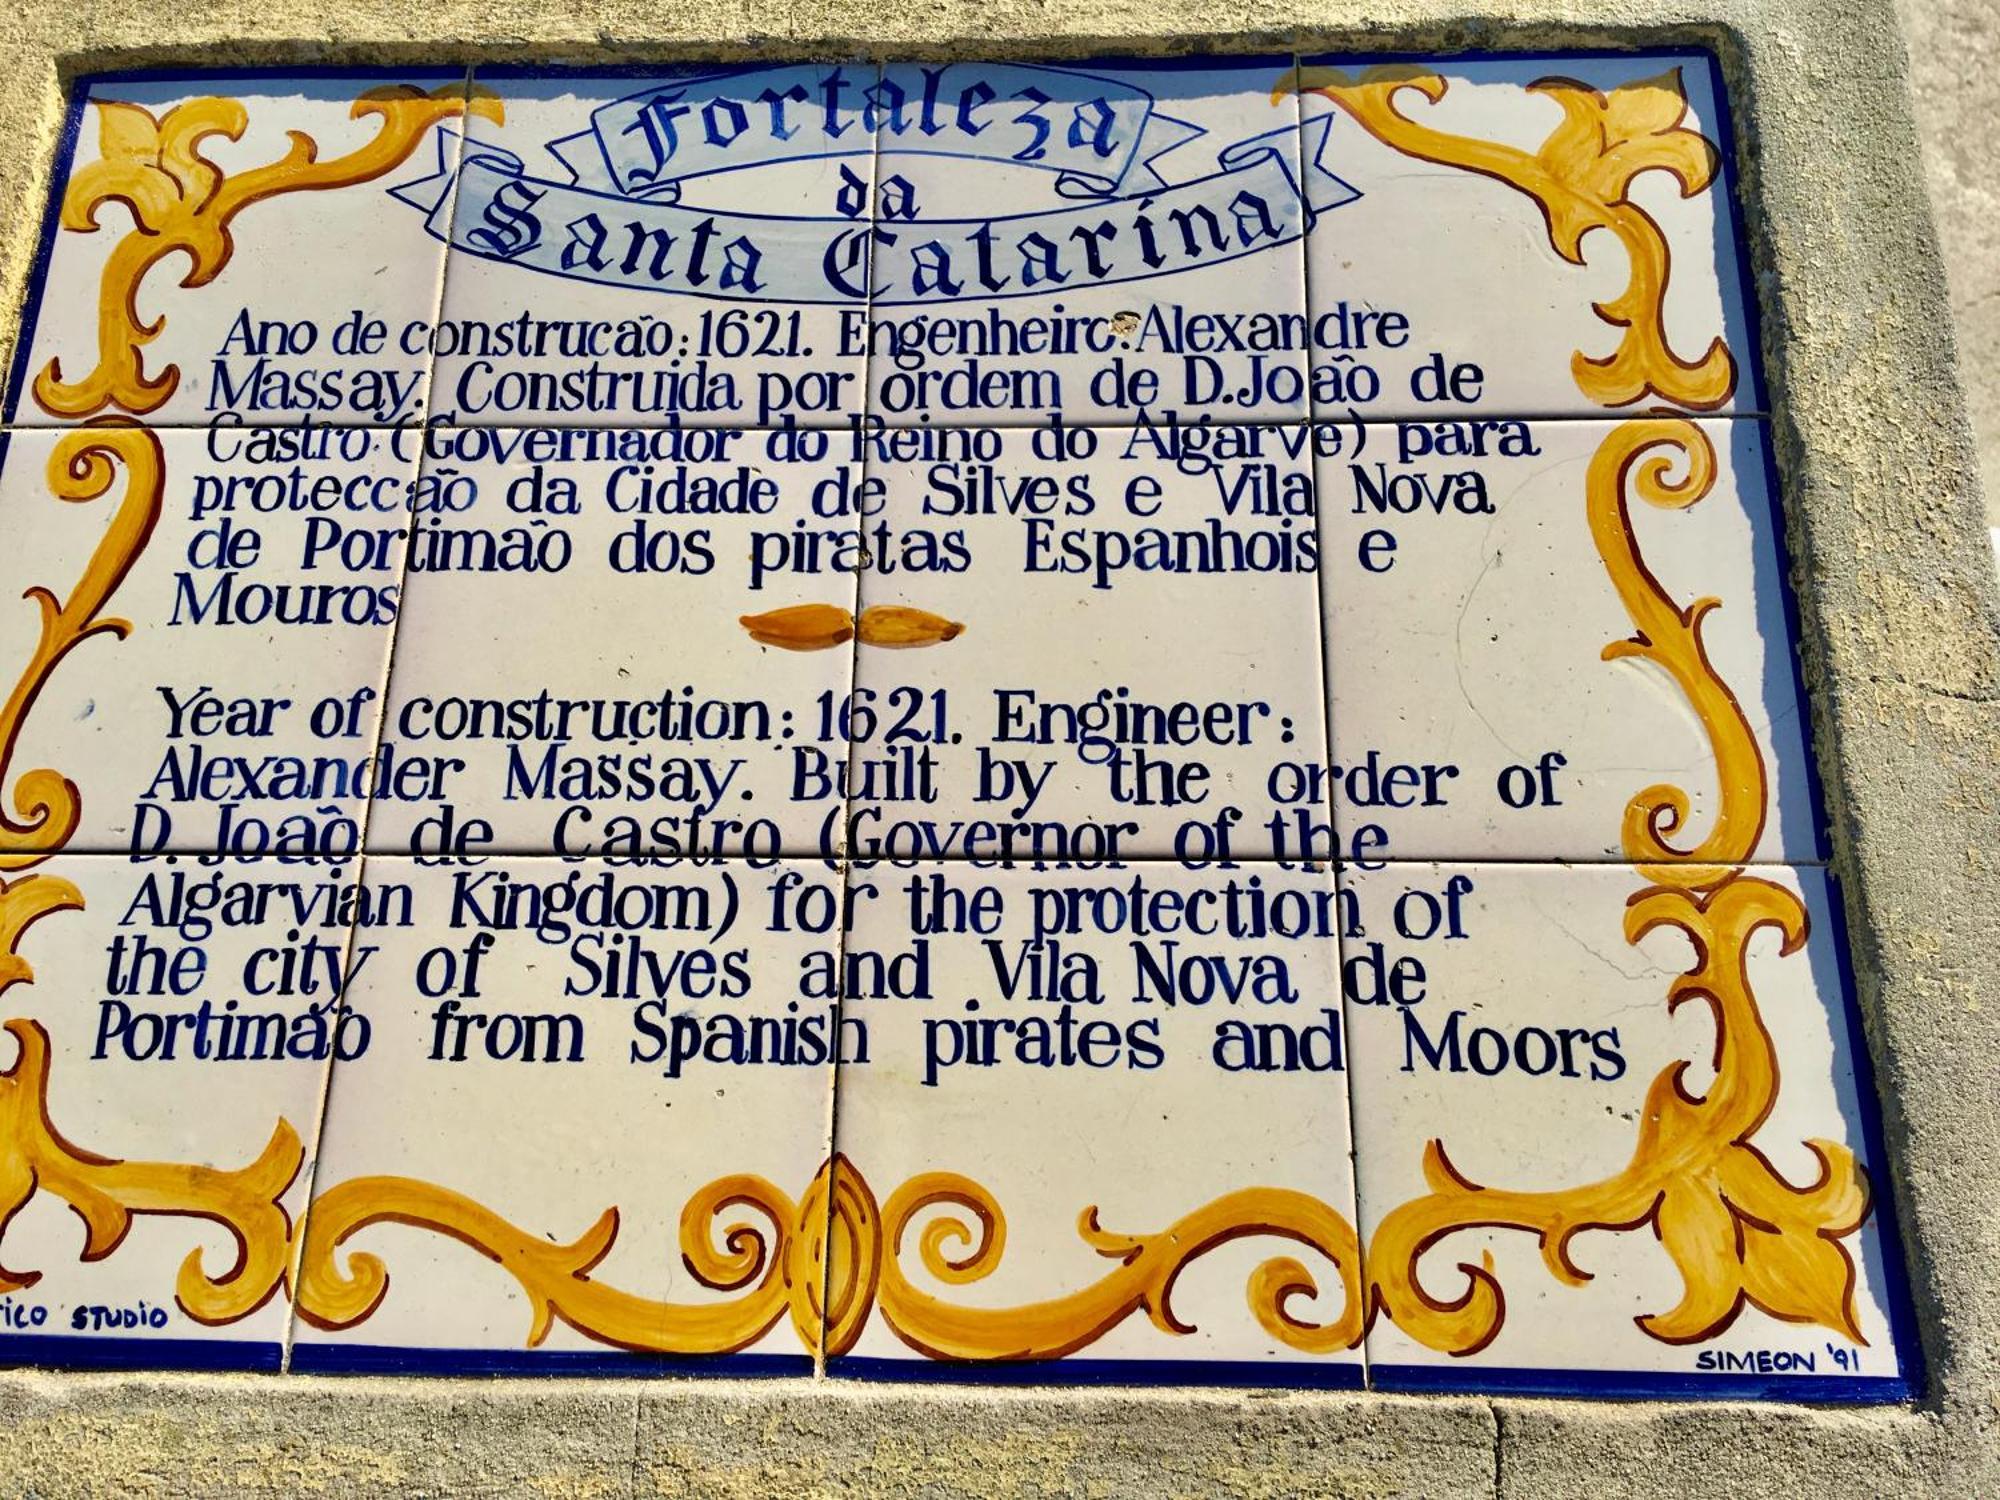 Fortaleza
da
Santa Catarina
Ano de construcão: 1621. Engenheiro: Alexandre
Massay. Construida por ordem de D. João de
Castro (Governador do Reino do Algarve) para
proteccão da Cidade de Silves e Vila Nova
de Portimão dos piratas Espanhois e
Mouros
Year of construction: 1621. Engineer:
Alexander Massay. Built by the order of
D. João de Castro (Governor of the
Algarvian Kingdom) for the protection of
the city of Silves and Vila Nova de
Portimão from Spanish pirates and Moors
STUDIO
SIMEON '91